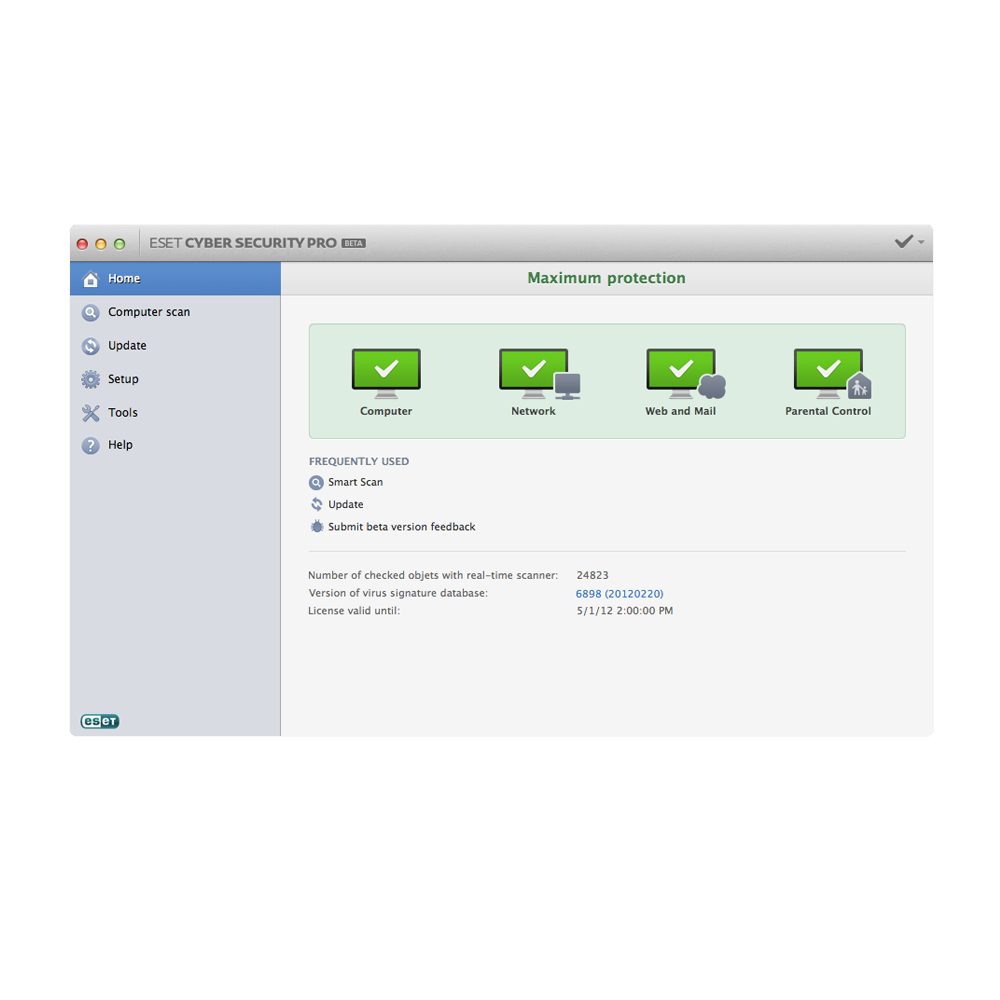 ESET CYBER SECURITY PRO BETA
Home
Computer scan
Update
Setup
Tools
Help
eset
Maximum protection
Computer
Network
Web and Mail
Parental Control
FREQUENTLY USED
Smart Scan
Update
Submit beta version feedback
Number of checked objets with real-time scanner: 24823
Version of virus signature database: 6898 (20120220)
License valid until: 5/1/12 2:00:00 PM